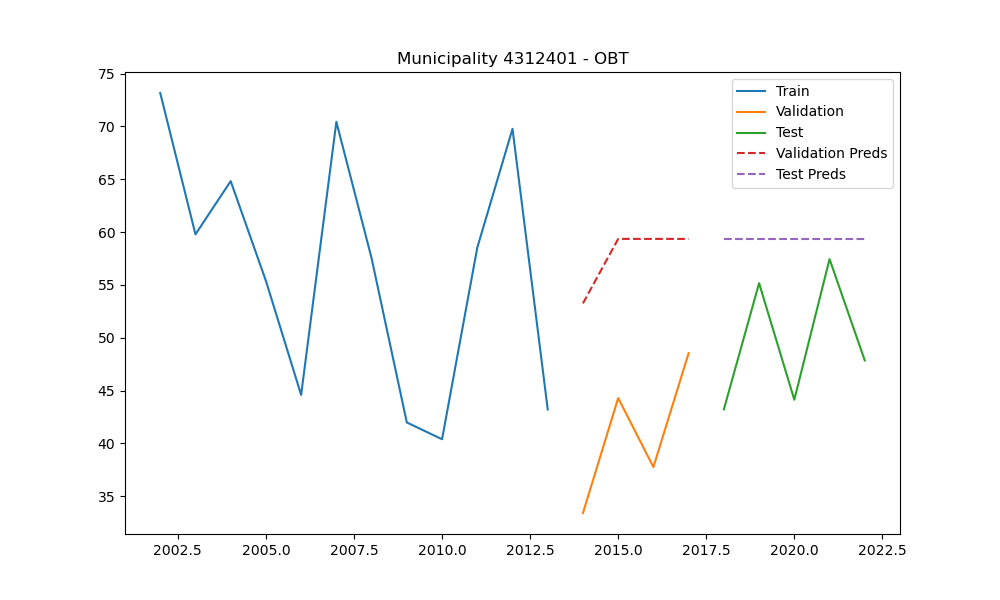 Municipality 4312401 - OBT
75
70
65
60
55
50
45
40
35
Train
Validation
Test
Validation Preds
Test Preds
2002.5 2005.0 2007.5 2010.0 2012.5 2015.0 2017.5 2020.0 2022.5